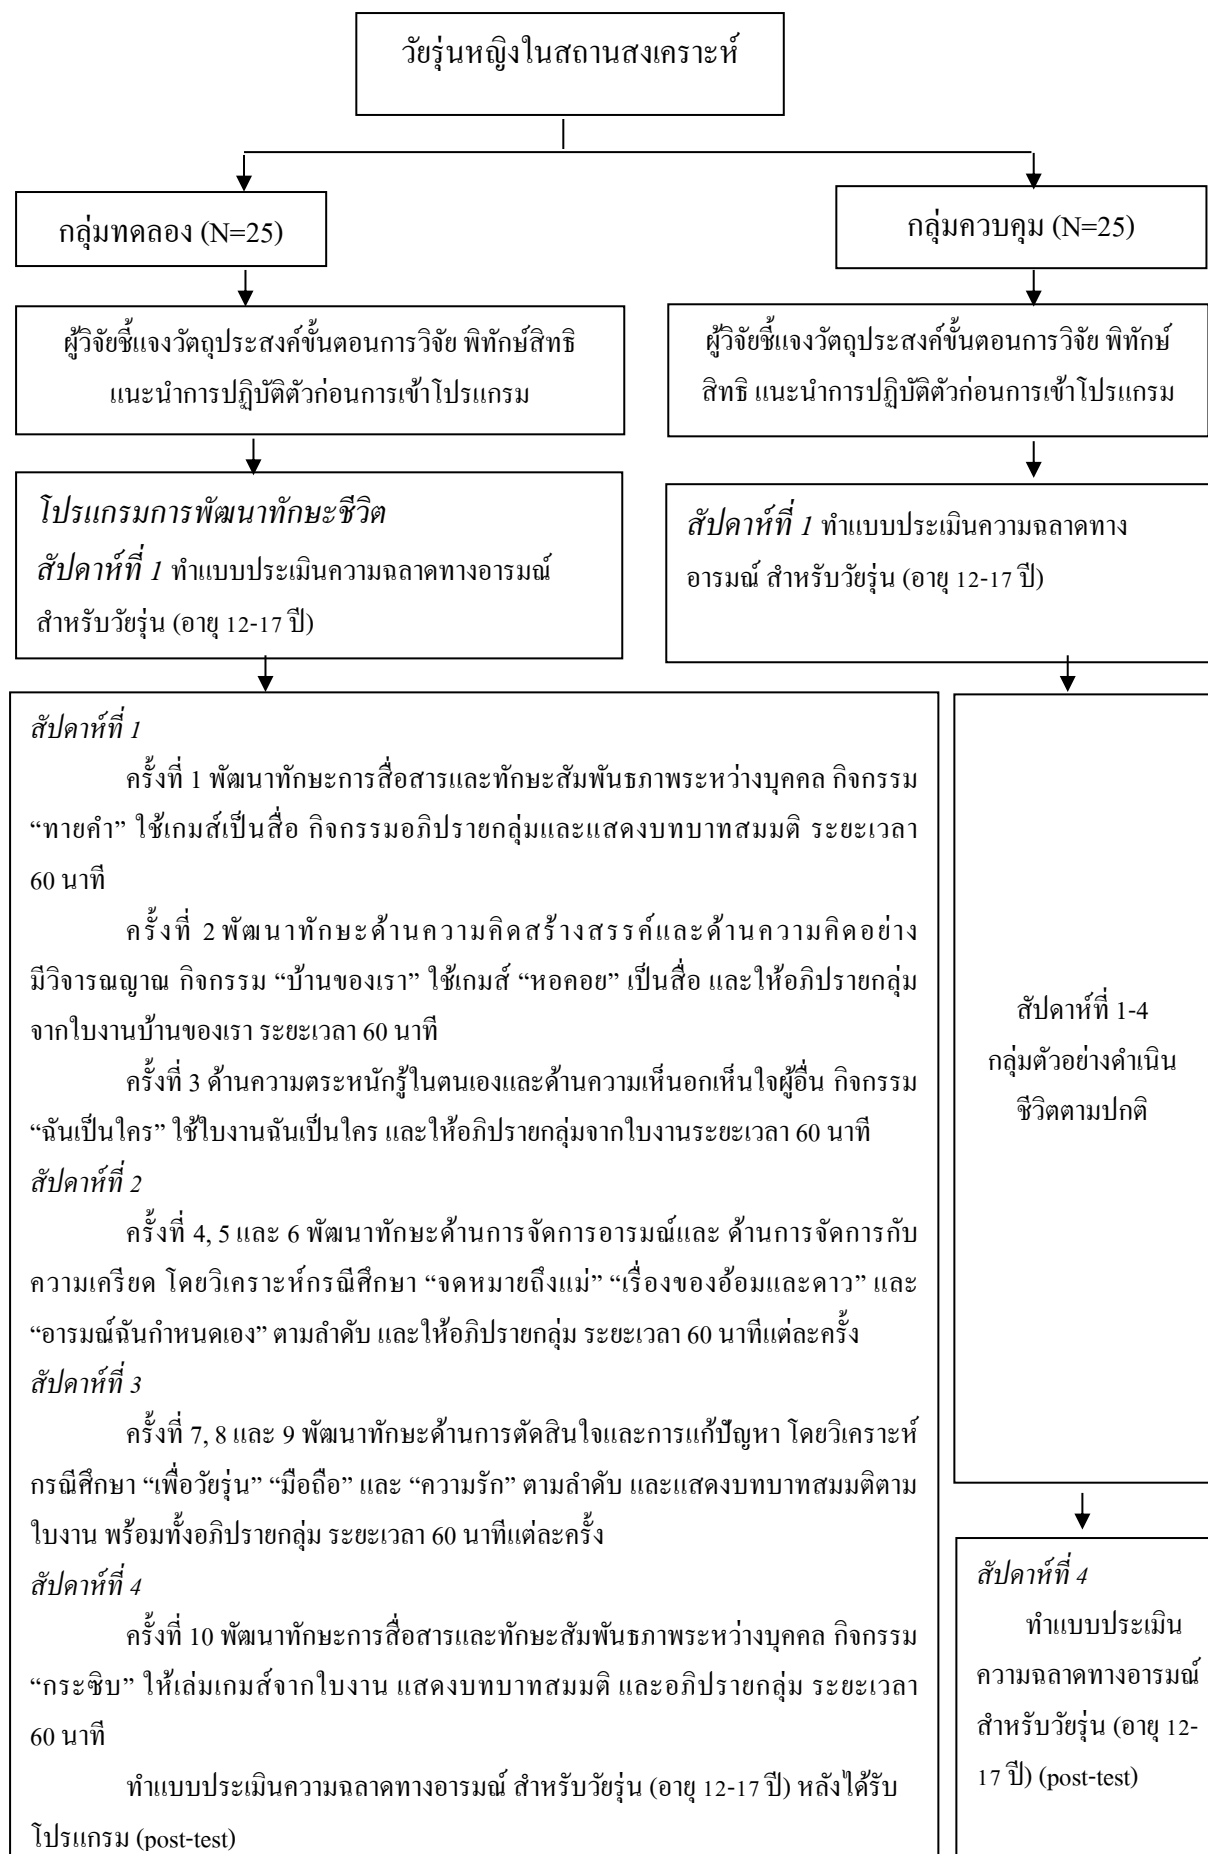 วัยรุ่นหญิงในสถานสงเคราะห์
กลุ่มทดลอง (N=25)
กลุ่มควบคุม (N=25)
ผู้วิจัยชี้แจงวัตถุประสงค์ขั้นตอนการวิจัย พิทักษ์สิทธิ
แนะนำการปฏิบัติตัวก่อนการเข้าโปรแกรม
ผู้วิจัยชี้แจงวัตถุประสงค์ขั้นตอนการวิจัย พิทักษ์
สิทธิ แนะนำการปฏิบัติตัวก่อนการเข้าโปรแกรม
โปรแกรมการพัฒนาทักษะชีวิต
สัปดาห์ที่ 1 ทำแบบประเมินความฉลาดทางอารมณ์
สำหรับวัยรุ่น (อายุ 12-17 ปี)
สัปดาห์ที่ 1 ทำแบบประเมินความฉลาดทาง
อารมณ์ สำหรับวัยรุ่น (อายุ 12-17 ปี)
สัปดาห์ที่ 1
ครั้งที่ 1 พัฒนาทักษะการสื่อสารและทักษะสัมพันธภาพระหว่างบุคคล กิจกรรม
“ทายคำ” ใช้เกมส์เป็นสื่อ กิจกรรมอภิปรายกลุ่มและแสดงบทบาทสมมติ ระยะเวลา
60 นาที
ครั้งที่ 2 พัฒนาทักษะด้านความคิดสร้างสรรค์และด้านความคิดอย่าง
มีวิจารณญาณ กิจกรรม “บ้านของเรา” ใช้เกมส์ “หอคอย” เป็นสื่อ และให้อภิปรายกลุ่ม
จากใบงานบ้านของเรา ระยะเวลา 60 นาที
ครั้งที่ 3 ด้านความตระหนักรู้ในตนเองและด้านความเห็นอกเห็นใจผู้อื่น กิจกรรม
“ฉันเป็นใคร” ใช้ใบงานฉันเป็นใคร และให้อภิปรายกลุ่มจากใบงานระยะเวลา 60 นาที
สัปดาห์ที่ 2
ครั้งที่ 4, 5 และ 6 พัฒนาทักษะด้านการจัดการอารมณ์และ ด้านการจัดการกับ
ความเครียด โดยวิเคราะห์กรณีศึกษา “จดหมายถึงแม่” “เรื่องของอ้อมและดาว” และ
“อารมณ์ฉันกำหนดเอง” ตามลำดับ และให้อภิปรายกลุ่ม ระยะเวลา 60 นาทีแต่ละครั้ง
สัปดาห์ที่ 3
ครั้งที่ 7, 8 และ 9 พัฒนาทักษะด้านการตัดสินใจและการแก้ปัญหา โดยวิเคราะห์
กรณีศึกษา “เพื่อวัยรุ่น” “มือถือ” และ “ความรัก” ตามลำดับ และแสดงบทบาทสมมติตาม
ใบงาน พร้อมทั้งอภิปรายกลุ่ม ระยะเวลา 60 นาทีแต่ละครั้ง
สัปดาห์ที่ 4
ครั้งที่ 10 พัฒนาทักษะการสื่อสารและทักษะสัมพันธภาพระหว่างบุคคล กิจกรรม
“กระซิบ” ให้เล่มเกมส์จากใบงาน แสดงบทบาทสมมติ และอภิปรายกลุ่ม ระยะเวลา
60 นาที
ทำแบบประเมินความฉลาดทางอารมณ์ สำหรับวัยรุ่น (อายุ 12-17 ปี) หลังได้รับ
โปรแกรม (post-test)
สัปดาห์ที่ 1-4
กลุ่มตัวอย่างดำเนิน
ชีวิตตามปกติ
สัปดาห์ที่ 4
ทำแบบประเมิน
ความฉลาดทางอารมณ์
สำหรับวัยรุ่น (อายุ 12-
17 ปี) (post-test)